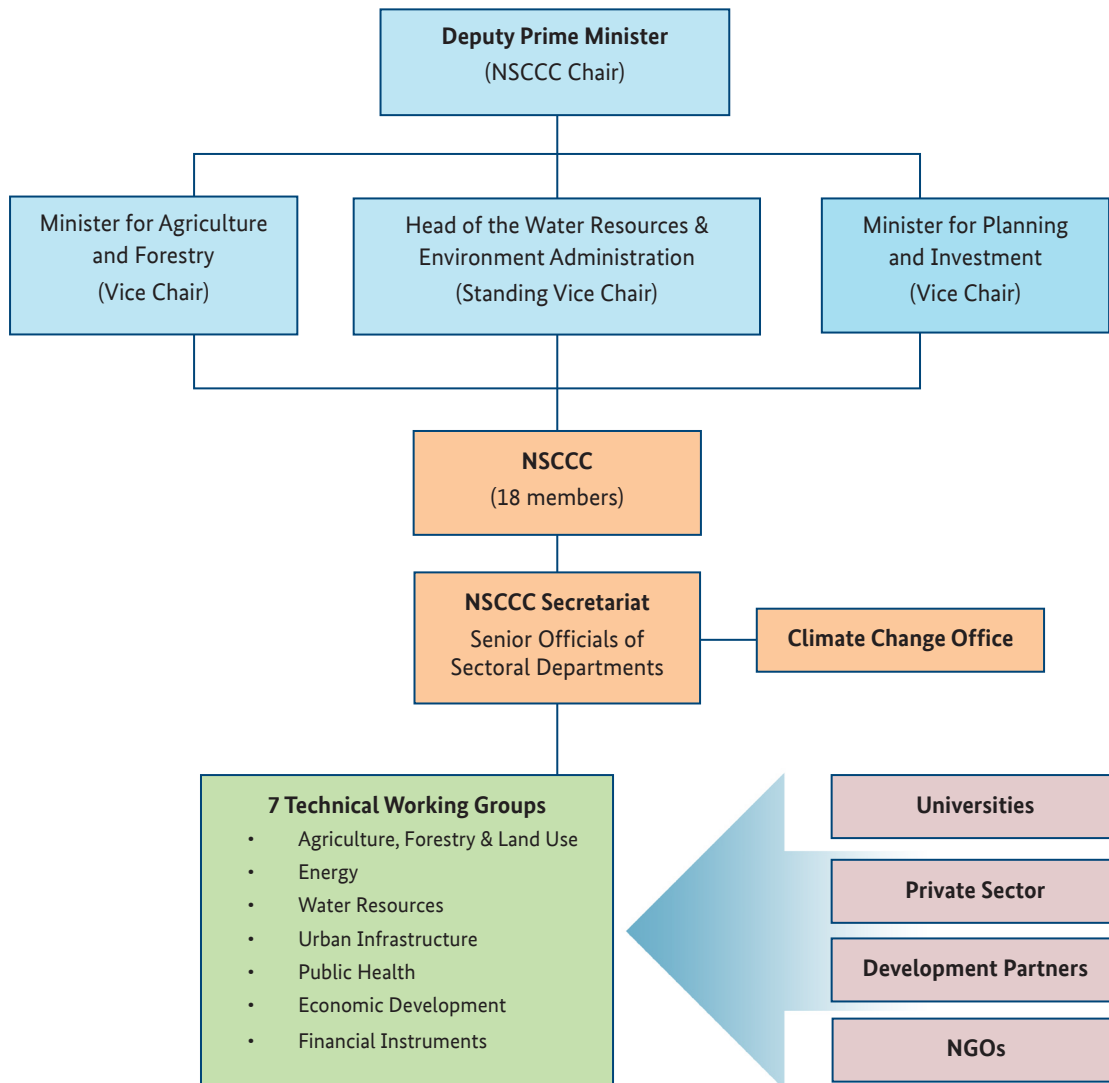 Deputy Prime Minister
(NSCCC Chair)
Minister for Agriculture
and Forestry
(Vice Chair)
Head of the Water Resources &
Environment Administration
(Standing Vice Chair)
Minister for Planning
and Investment
(Vice Chair)
NSCCC
(18 members)
NSCCC Secretariat
Senior Officials of
Sectoral Departments
Climate Change Office
7 Technical Working Groups
• Agriculture, Forestry & Land Use
• Energy
• Water Resources
• Urban Infrastructure
• Public Health
• Economic Development
• Financial Instruments
Universities
Private Sector
Development Partners
NGOs